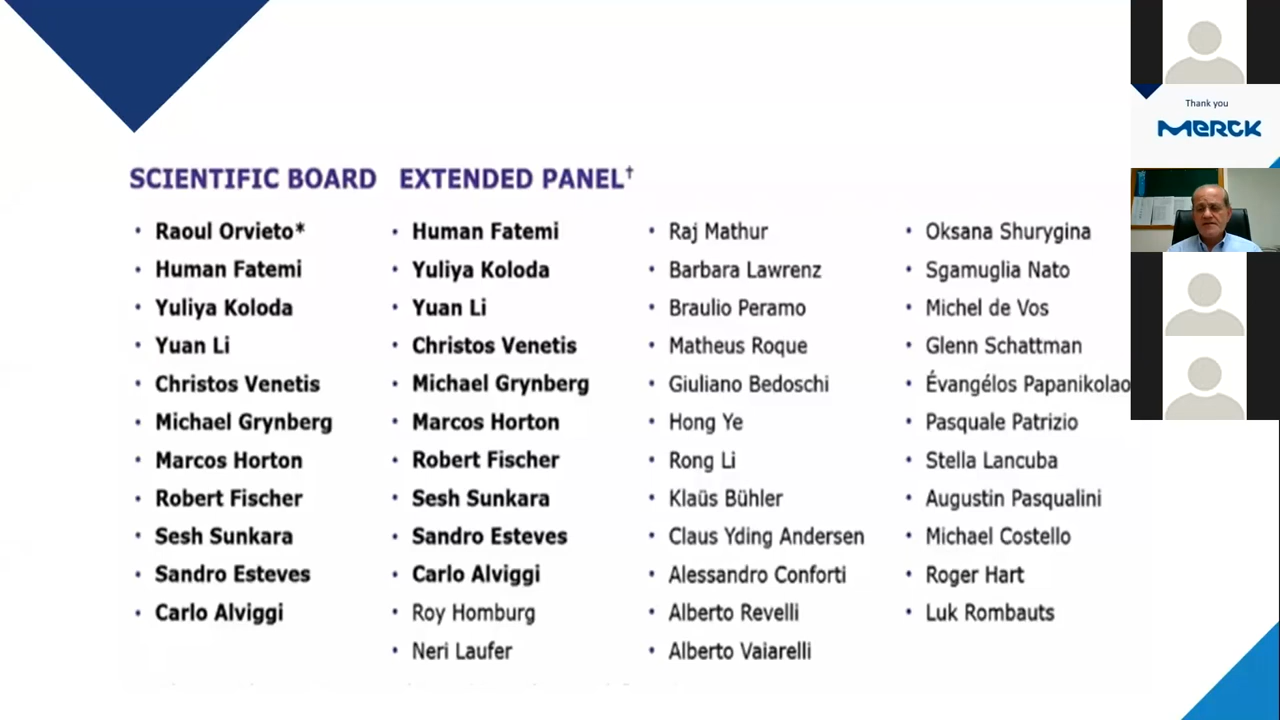 SCIENTIFIC BOARD
• Raoul Orvieto*
• Human Fatemi
• Yuliya Koloda
• Yuan Li
• Christos Venetis
• Michael Grynberg
• Marcos Horton
• Robert Fischer
• Sesh Sunkara
• Sandro Esteves
• Carlo Alviggi
EXTENDED PANEL†
• Human Fatemi
• Yuliya Koloda
• Yuan Li
• Christos Venetis
• Michael Grynberg
• Marcos Horton
• Robert Fischer
• Sesh Sunkara
• Sandro Esteves
• Carlo Alviggi
• Roy Homburg
• Neri Laufer
• Raj Mathur
• Barbara Lawrenz
• Braulio Peramo
• Matheus Roque
• Giuliano Bedoschi
• Hong Ye
• Rong Li
• Klaüs Bühler
• Claus Yding Andersen
• Alessandro Conforti
• Alberto Revelli
• Alberto Vaiarelli
• Oksana Shurygina
• Sgamuglia Nato
• Michel de Vos
• Glenn Schattman
• Évangélos Papanikolao
• Pasquale Patrizio
• Stella Lancuba
• Augustin Pasqualini
• Michael Costello
• Roger Hart
• Luk Rombauts
Thank you
MERCK